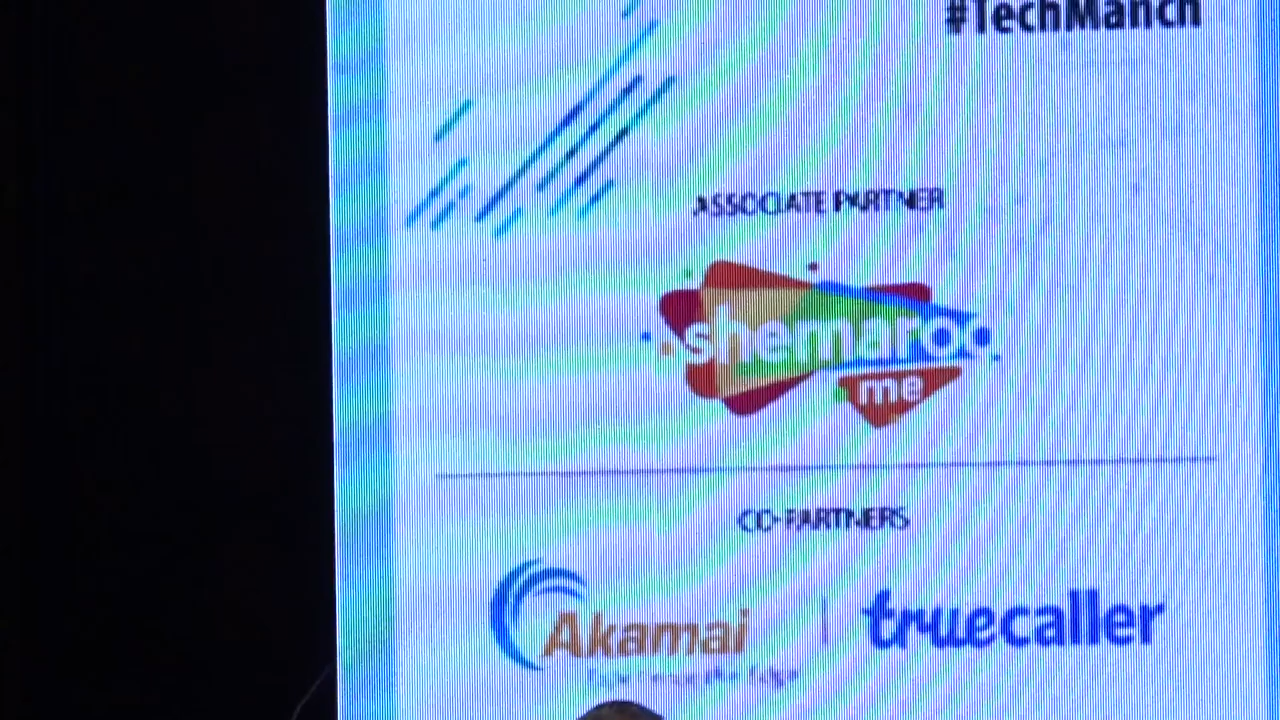 #TechManch
ASSOCIATE PARTNER
shemaroo
me
CO-PARTNERS
Akamai
truecaller